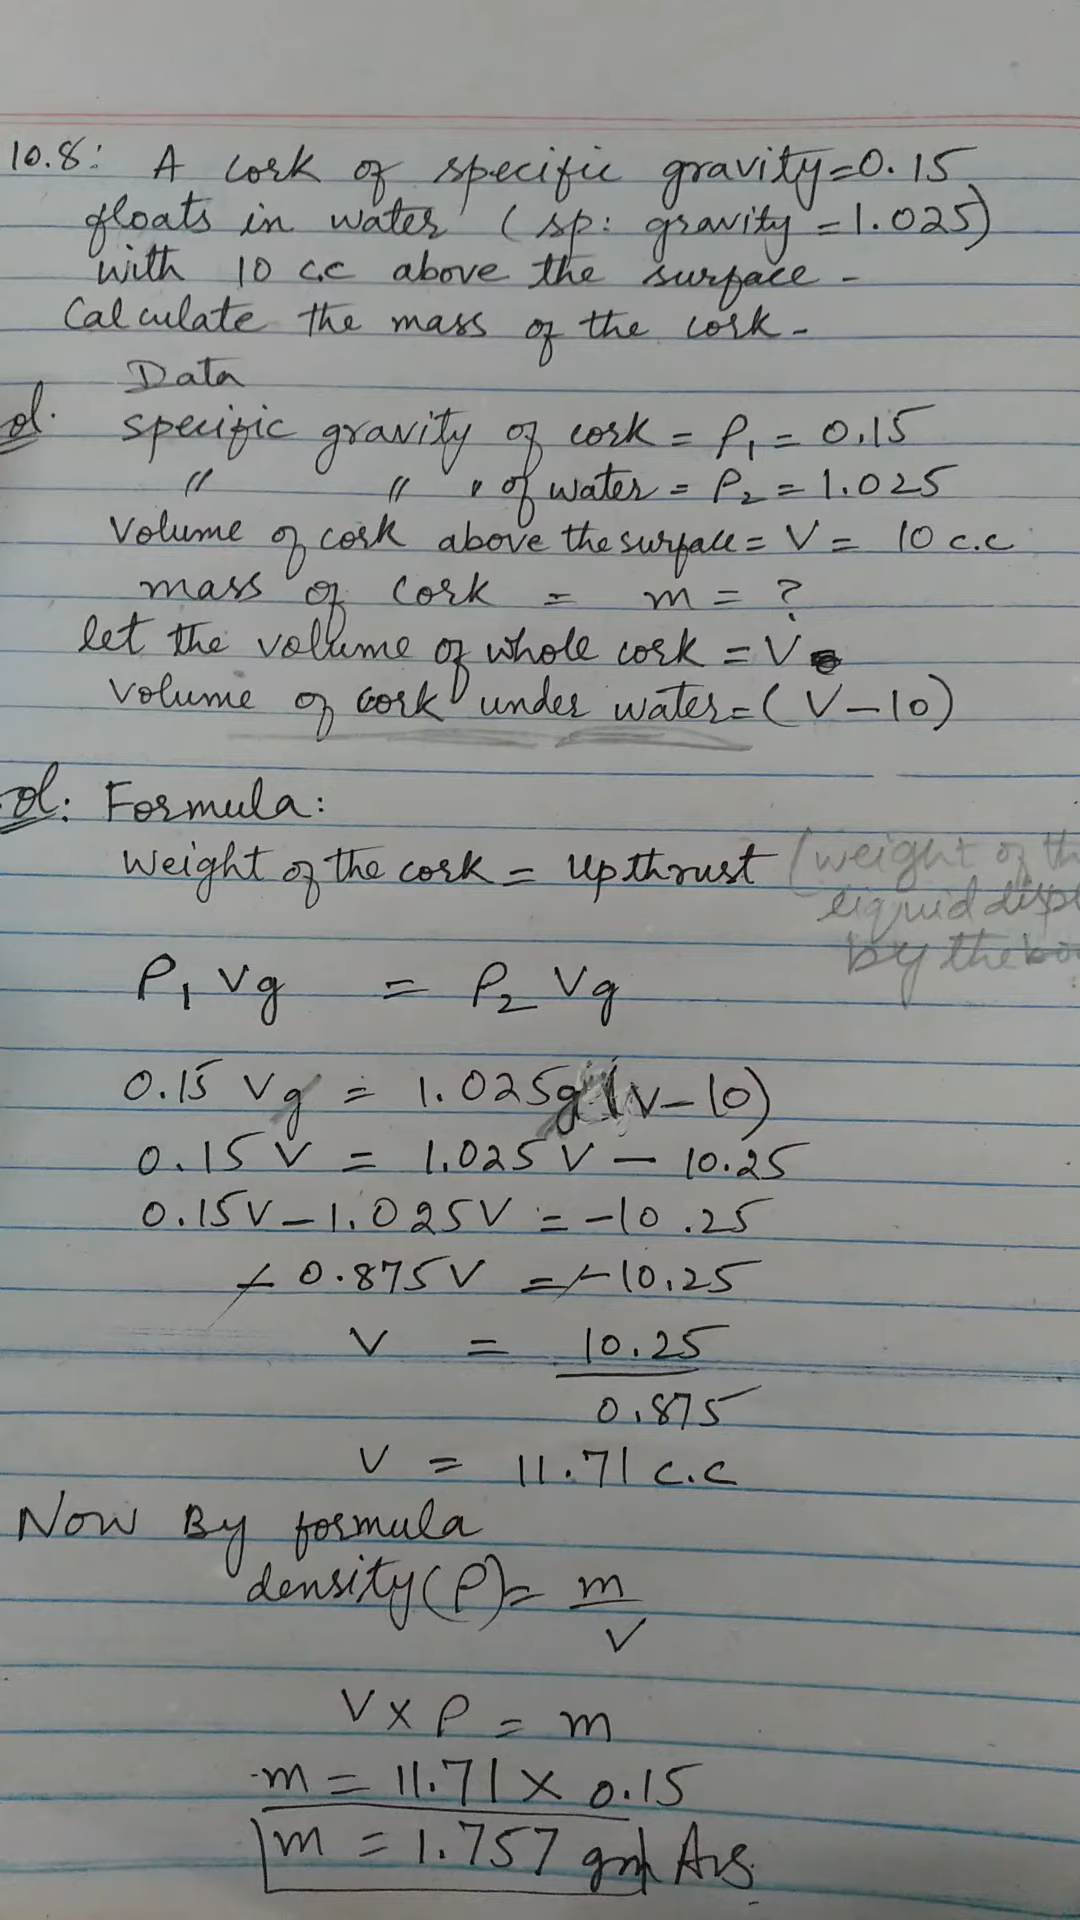 10.8: A cork of specific gravity=0.15
floats in water (sp: gravity =1.025)
with 10 c.c above the surface -
Calculate the mass of the cork -
Data
specific gravity of cork = ρ₁ = 0.15
" " " of water = ρ₂ = 1.025
Volume of cork above the surface = V = 10 c.c
mass of cork = m = ?
let the volume of whole cork = V
Volume of cork under water = (V-10)
Formula:
Weight of the cork = Upthrust (weight of
liquid
by the
ρ₁ Vg = ρ₂ Vg
0.15 Vg = 1.025g (V-10)
0.15 V = 1.025 V - 10.25
0.15V - 1.025V = -10.25
- 0.875V = -10.25
V = 10.25
0.875
V = 11.71 c.c
Now By formula
density(ρ) = m
V
V x ρ = m
m = 11.71 x 0.15
m = 1.757 gm Ans.